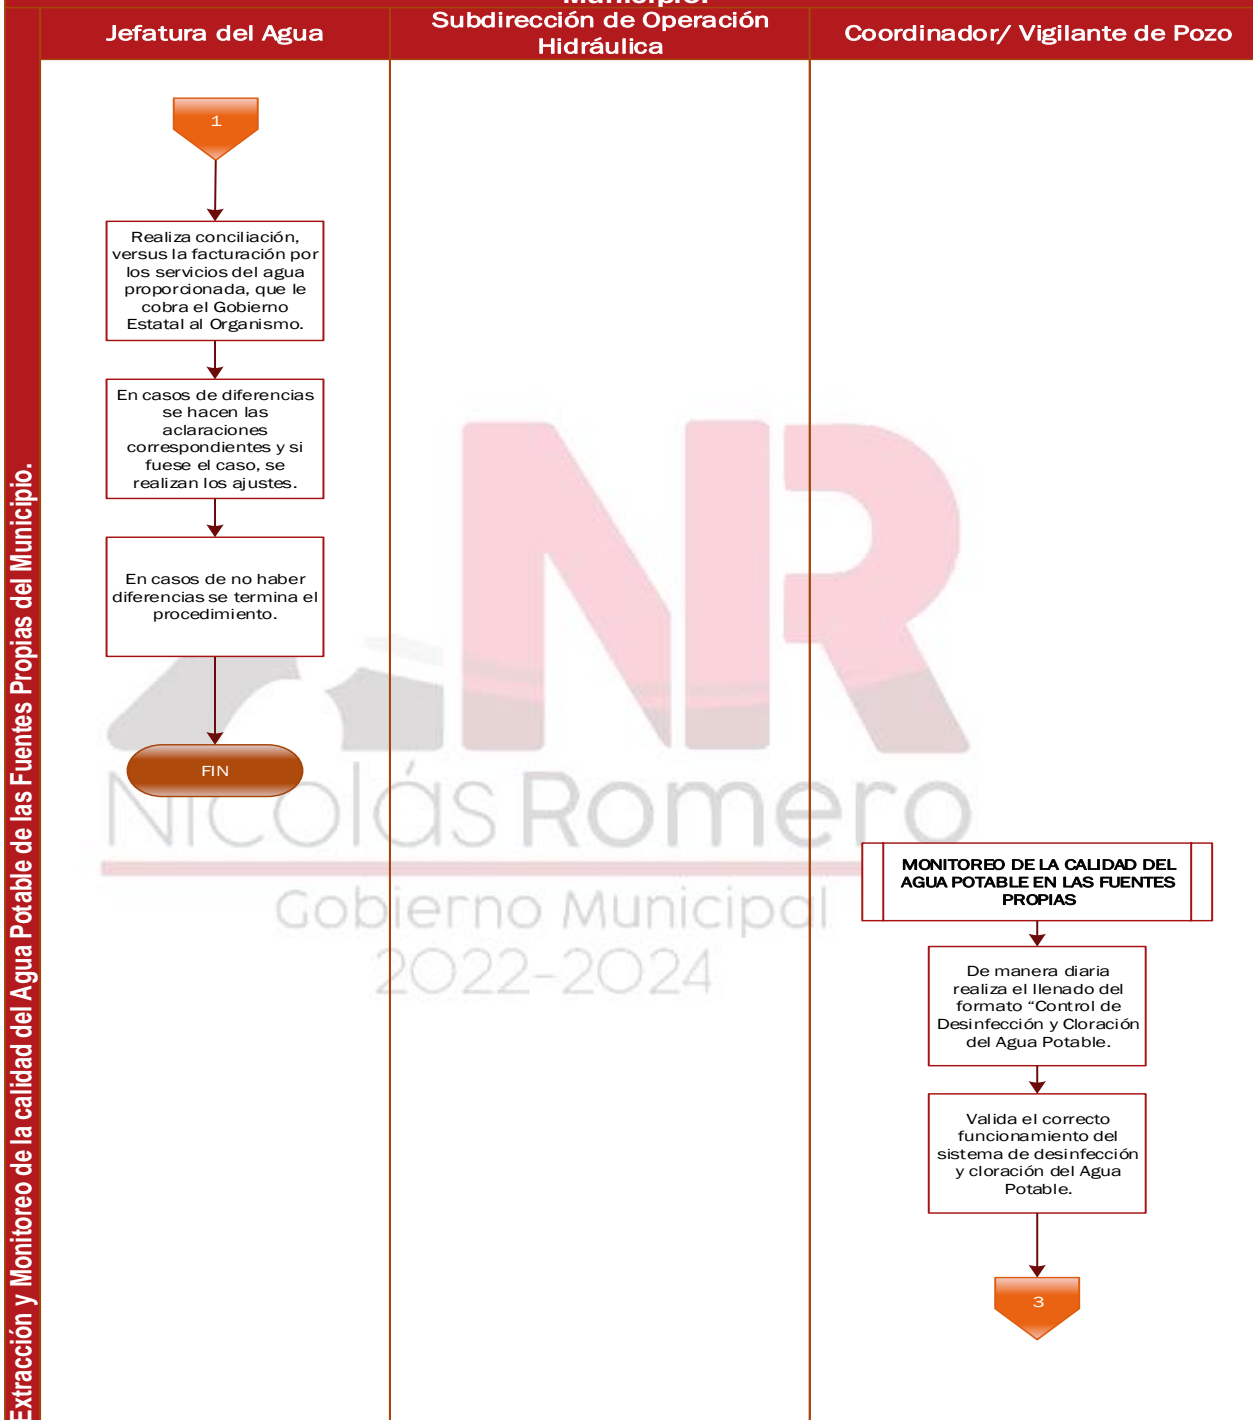 Municipio.
Jefatura del Agua
Subdirección de Operación
Hidráulica
Coordinador/ Vigilante de Pozo
Extracción y Monitoreo de la calidad del Agua Potable de las Fuentes Propias del Municipio.
1
Realiza conciliación,
versus la facturación por
los servicios del agua
proporcionada, que le
cobra el Gobierno
Estatal al Organismo.
En casos de diferencias
se hacen las
aclaraciones
correspondientes y si
fuese el caso, se
realizan los ajustes.
En casos de no haber
diferencias se termina el
procedimiento.
FIN
NR
Nicolás Romero
Gobierno Municipal
2022-2024
MONITOREO DE LA CALIDAD DEL
AGUA POTABLE EN LAS FUENTES
PROPIAS
De manera diaria
realiza el llenado del
formato “Control de
Desinfección y Cloración
del Agua Potable.
Valida el correcto
funcionamiento del
sistema de desinfección
y cloración del Agua
Potable.
3